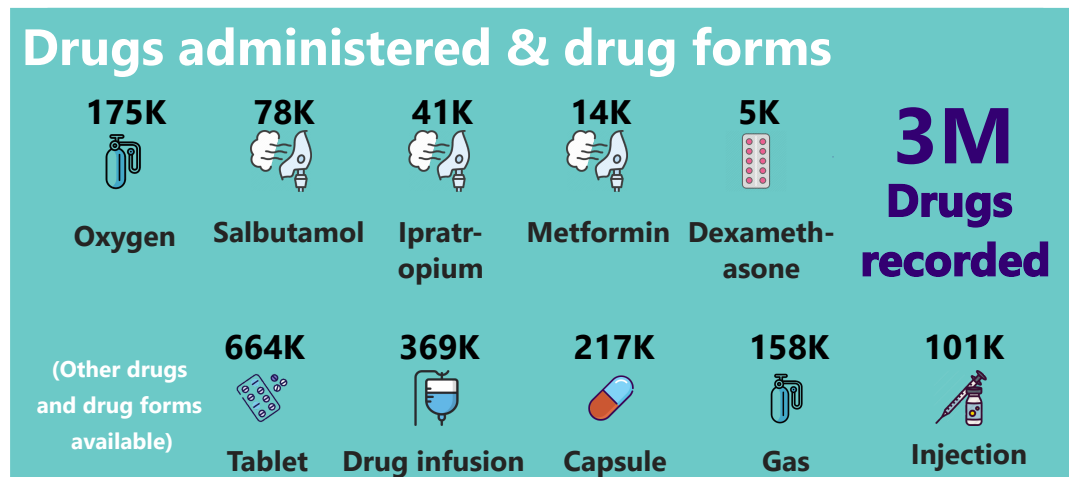 Drugs administered & drug forms
175K 78K 41K 14K 5K
3M
Drugs
recorded
Oxygen Salbutamol Ipratr- Metformin Dexameth-
opium asone
664K 369K 217K 158K 101K
(Other drugs
and drug forms
available)
Tablet Drug infusion Capsule Gas Injection